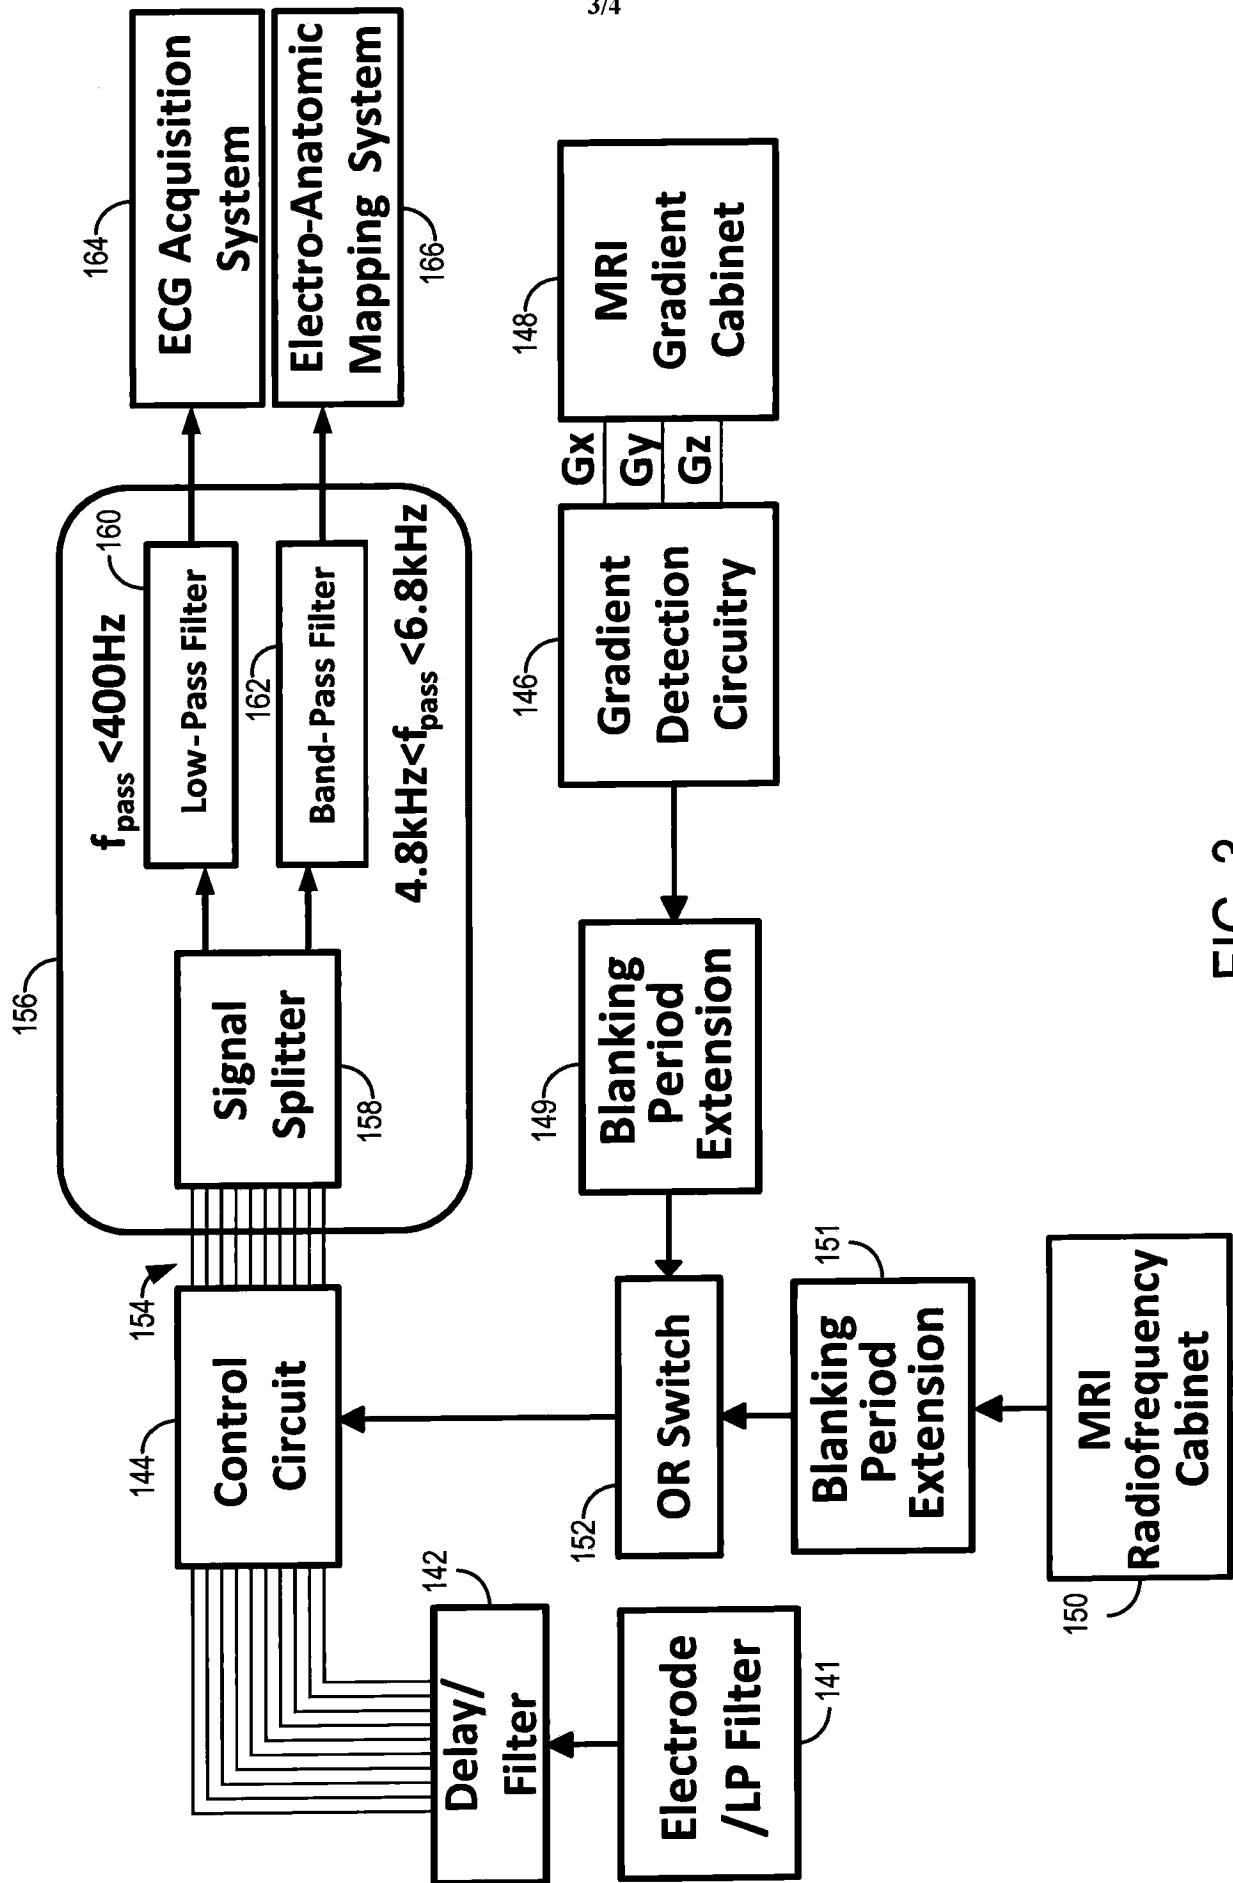 3/4
164
ECG Acquisition
System
Electro-Anatomic
Mapping System
166
156
f pass <400Hz
160
Low-Pass Filter
162
Band-Pass Filter
4.8kHz<f pass <6.8kHz
Signal
Splitter
158
154
144
Control
Circuit
142
Delay/
Filter
Electrode
/LP Filter
141
148
MRI
Gradient
Cabinet
Gx
Gy
Gz
146
Gradient
Detection
Circuitry
149
Blanking
Period
Extension
152
OR Switch
151
Blanking
Period
Extension
150
MRI
Radiofrequency
Cabinet